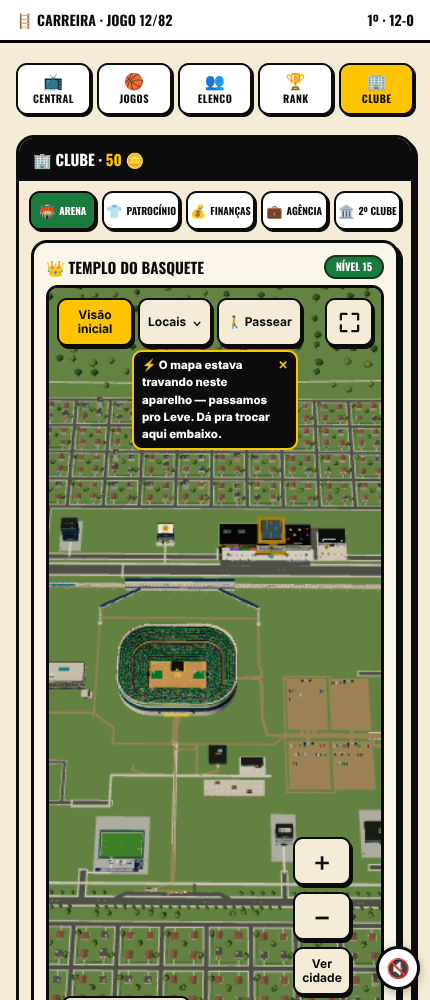 CARREIRA · JOGO 12/82
1º · 12-0
CENTRAL
JOGOS
ELENCO
RANK
CLUBE
CLUBE · 50
ARENA
PATROCÍNIO
FINANÇAS
AGÊNCIA
2º CLUBE
TEMPLO DO BASQUETE
NÍVEL 15
Visão
inicial
Locais
Passear
⚡ O mapa estava
travando neste
aparelho — passamos
pro Leve. Dá pra trocar
aqui embaixo.
×
+
−
Ver
cidade